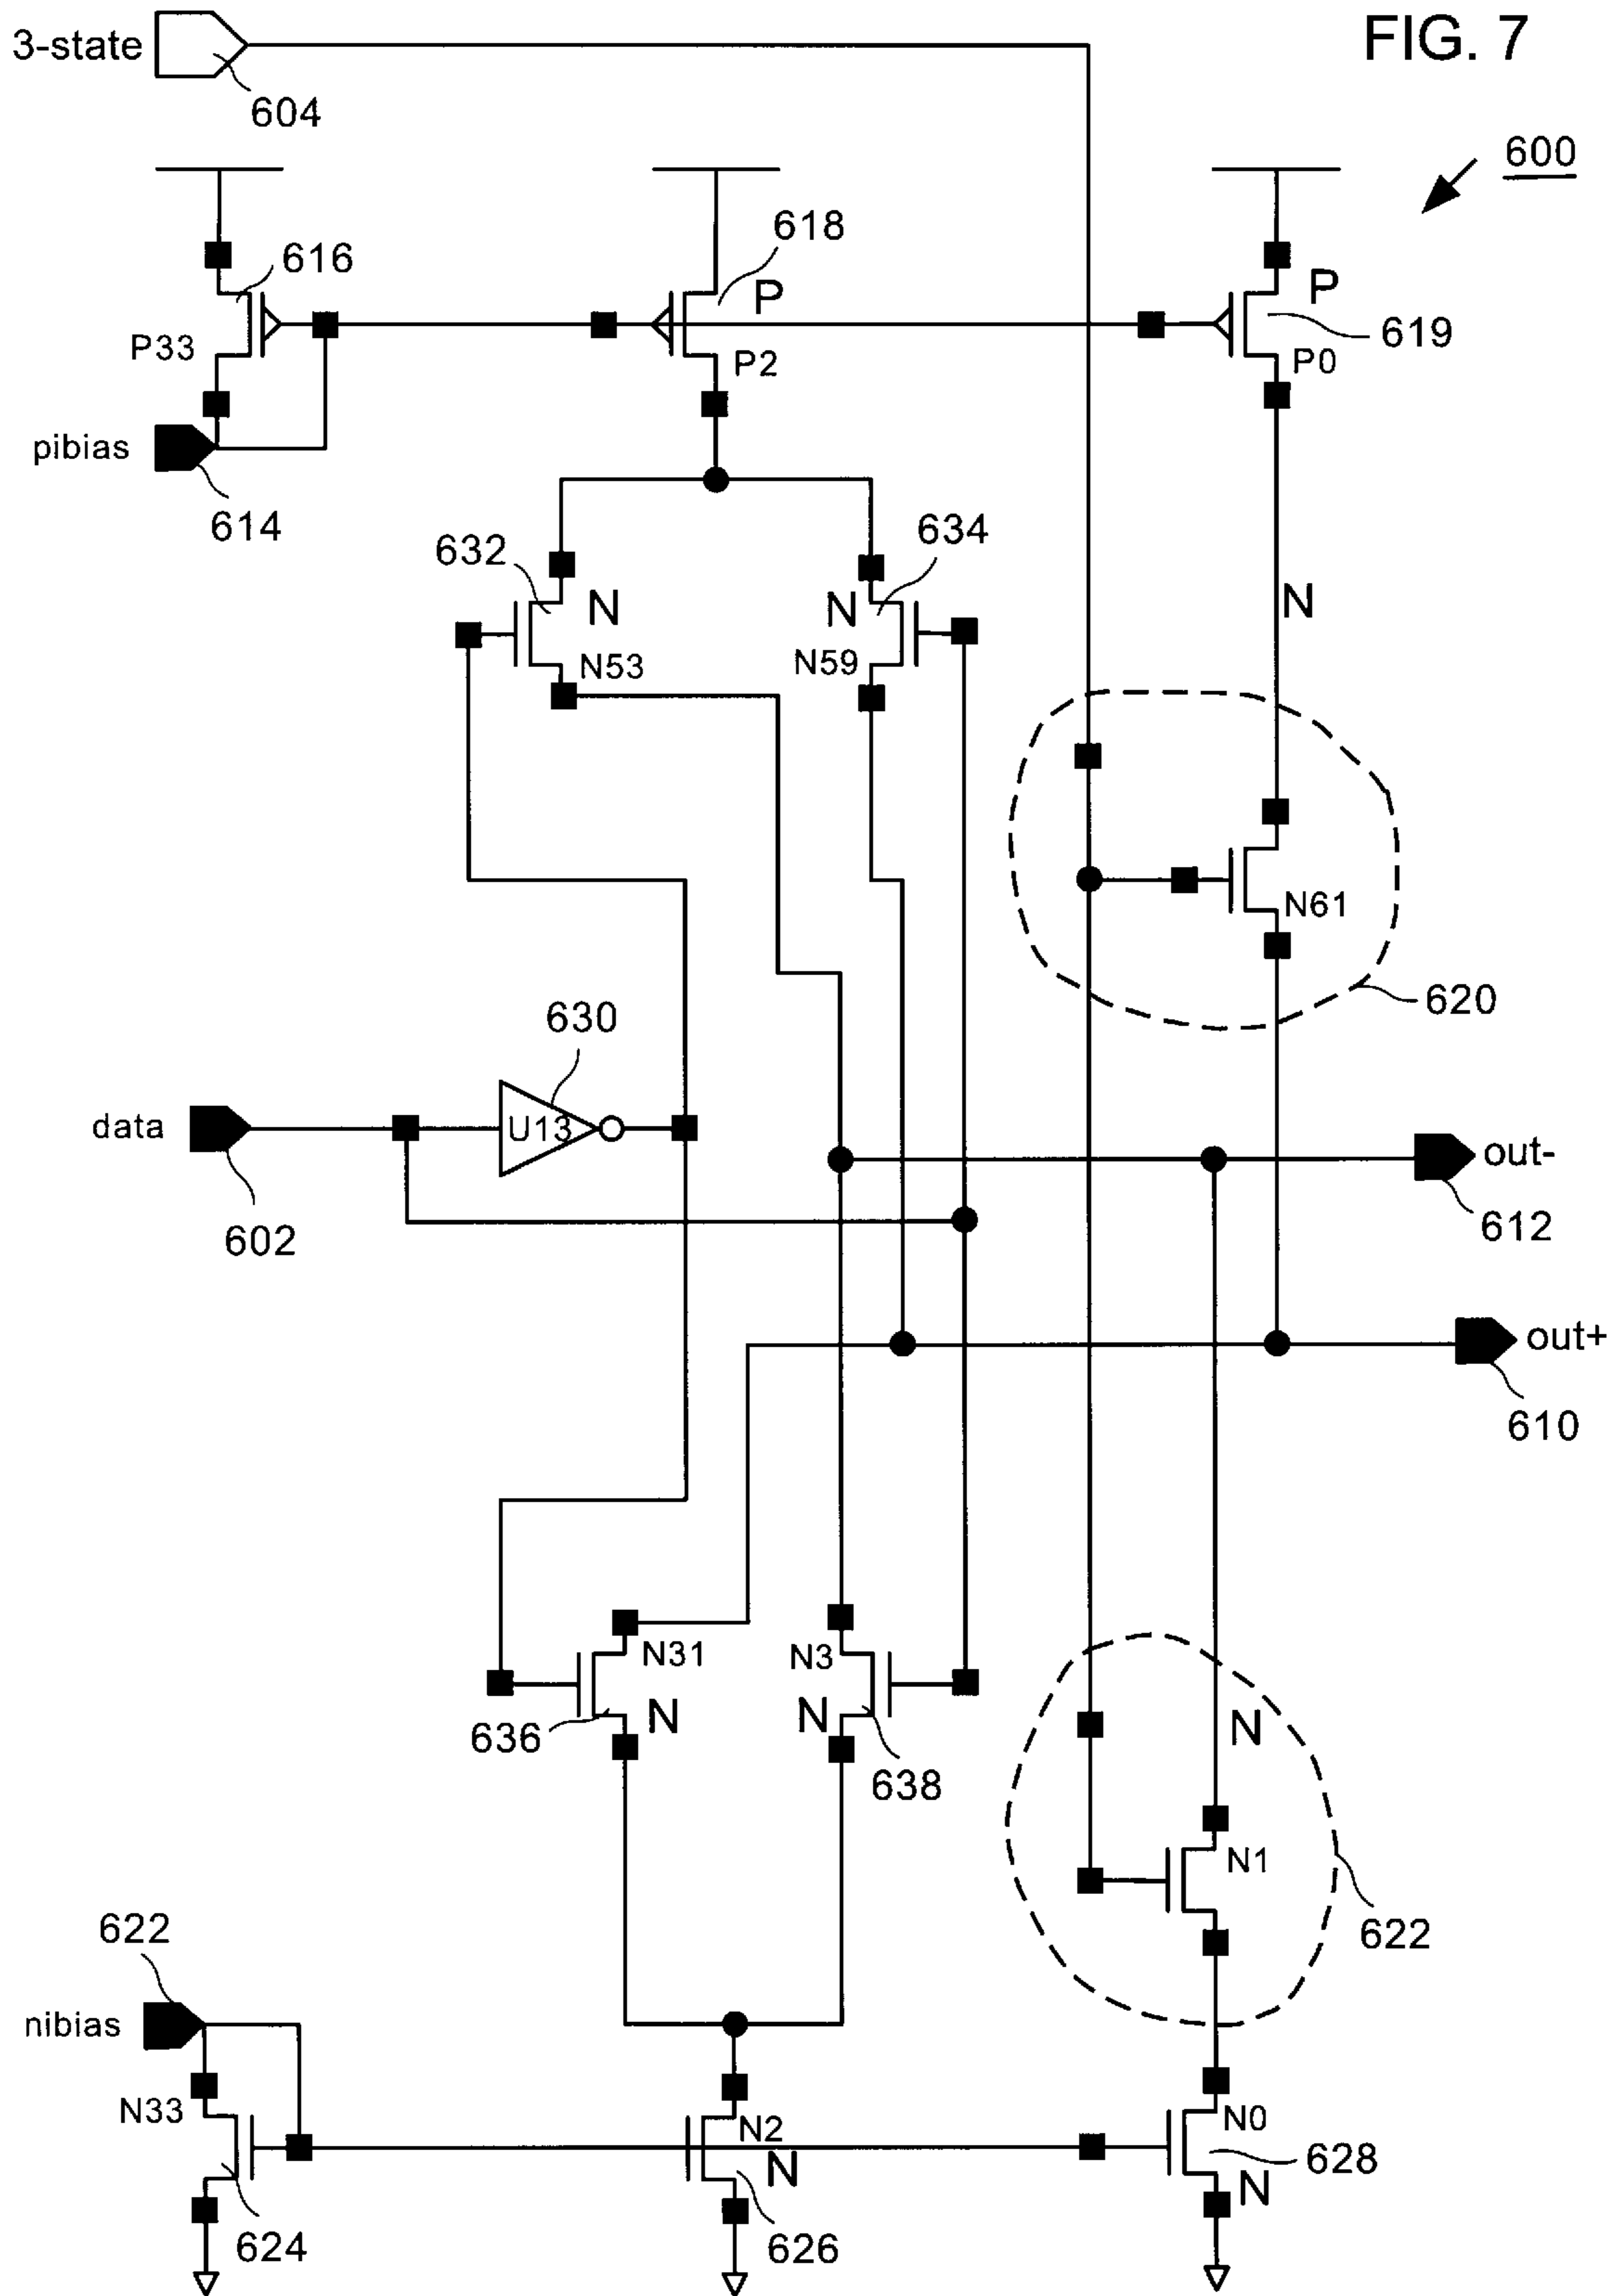 FIG. 7
3-state
604
600
616
618
P
P
P33
P2
619
P0
pibias
614
632
634
N
N
N
N53
N59
N61
620
630
data
U13
out-
602
612
out+
610
N31
N3
N
N
N
636
638
N1
622
622
nibias
N33
N2
N0
N
628
N
624
626